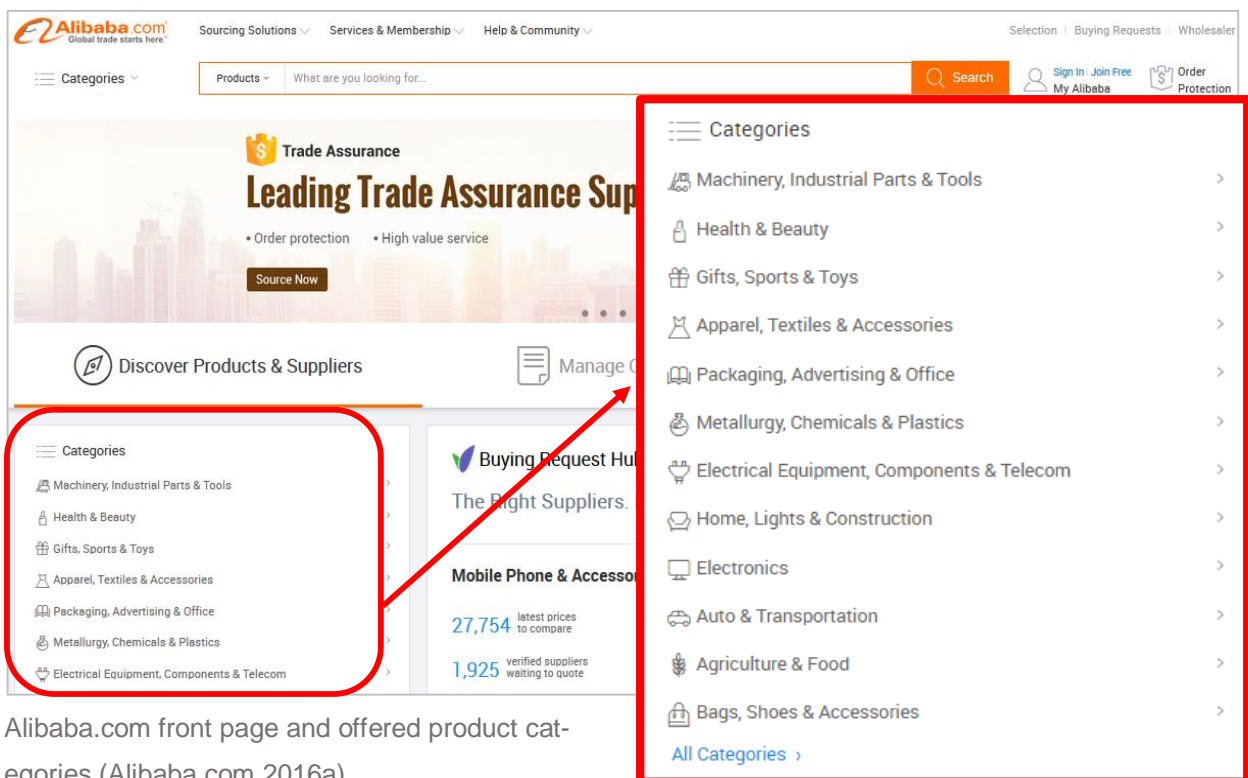 Alibaba.com
Global trade starts here.™
Sourcing Solutions Services & Membership Help & Community Selection Buying Requests Wholesaler
Categories Products What are you looking for... Search Sign In Join Free Order
My Alibaba Protection
Trade Assurance
Leading Trade Assurance Sup
• Order protection • High value service
Source Now
Discover Products & Suppliers Manage
Categories
Machinery, Industrial Parts & Tools
Health & Beauty
Gifts, Sports & Toys
Apparel, Textiles & Accessories
Packaging, Advertising & Office
Metallurgy, Chemicals & Plastics
Electrical Equipment, Components & Telecom
Buying Request Hub
The Right Suppliers.
Mobile Phone & Accessor
27,754 latest prices
to compare
1,925 verified suppliers
waiting to quote
Categories
Machinery, Industrial Parts & Tools
Health & Beauty
Gifts, Sports & Toys
Apparel, Textiles & Accessories
Packaging, Advertising & Office
Metallurgy, Chemicals & Plastics
Electrical Equipment, Components & Telecom
Home, Lights & Construction
Electronics
Auto & Transportation
Agriculture & Food
Bags, Shoes & Accessories
All Categories ›
Alibaba.com front page and offered product cat-
egories (Alibaba.com 2016a)